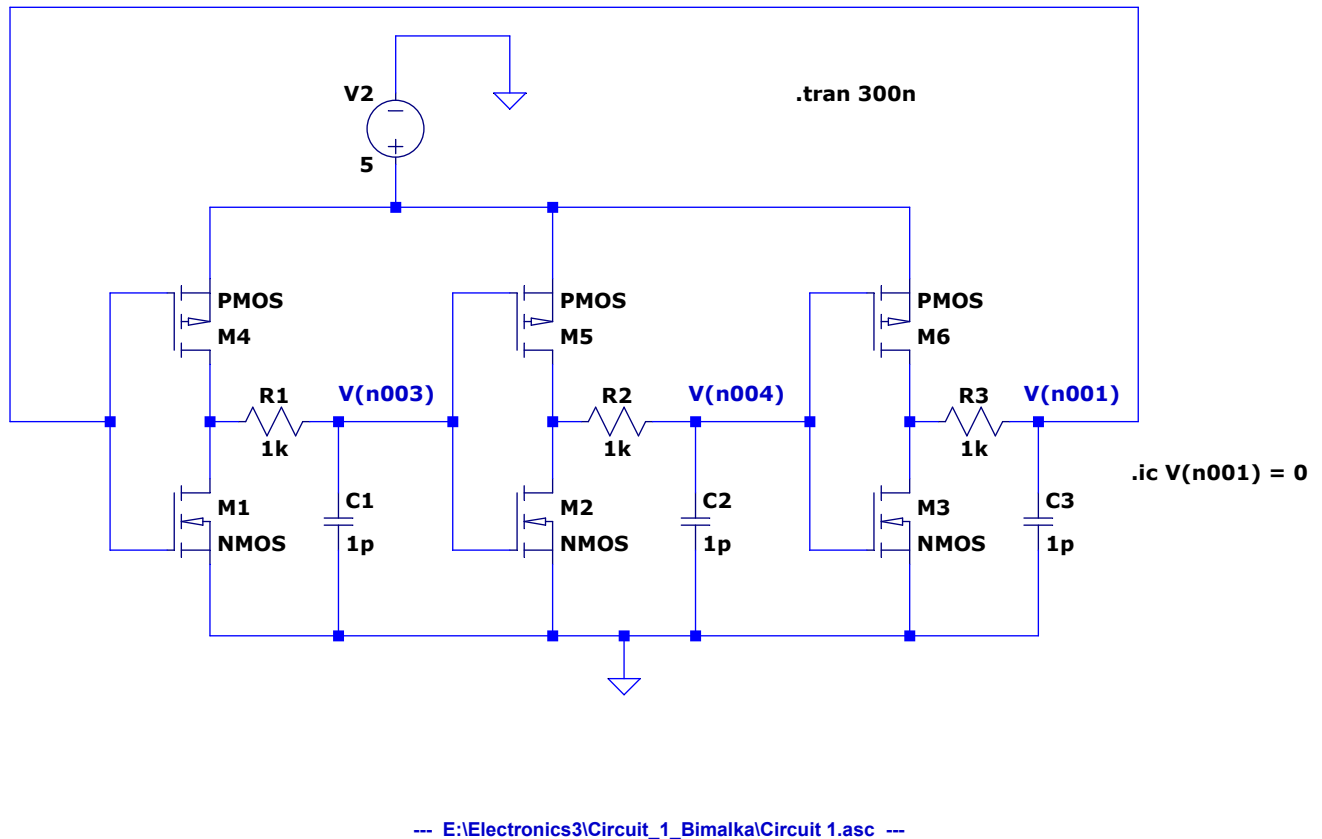 V2
.tran 300n
5
PMOS
M4
PMOS
M5
PMOS
M6
R1
V(n003)
R2
V(n004)
R3
V(n001)
1k
1k
1k
.ic V(n001) = 0
M1
C1
M2
C2
M3
C3
NMOS
1p
NMOS
1p
NMOS
1p
--- E:\Electronics3\Circuit_1_Bimalka\Circuit 1.asc ---